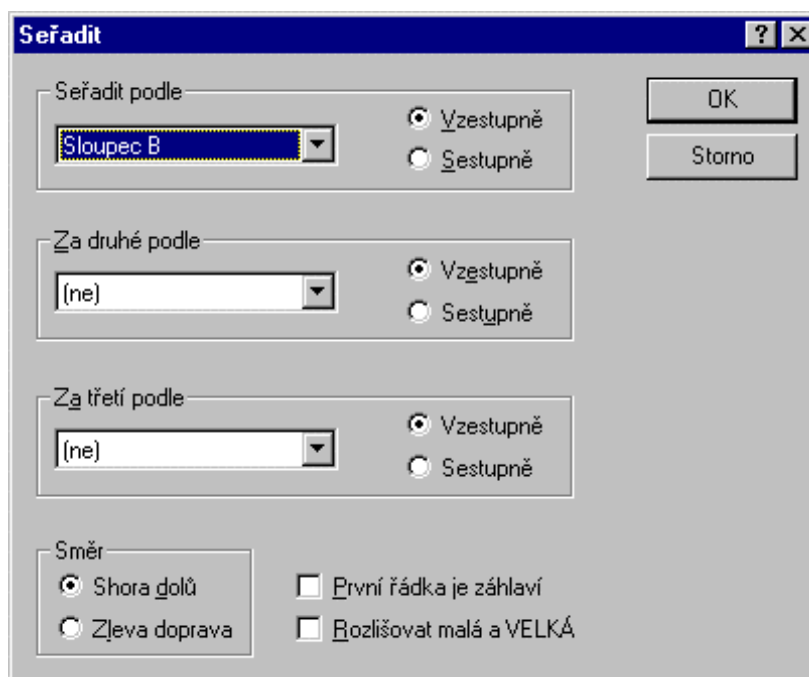 Seřadit
Seřadit podle
Sloupec B
Vzestupně
Sestupně
OK
Storno
Za druhé podle
(ne)
Vzestupně
Sestupně
Za třetí podle
(ne)
Vzestupně
Sestupně
Směr
Shora dolů
Zleva doprava
První řádka je záhlaví
Rozlišovat malá a VELKÁ